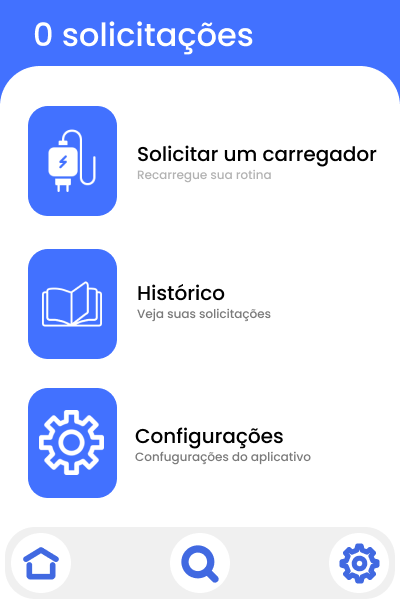 0 solicitações
Solicitar um carregador
Recarregue sua rotina
Histórico
Veja suas solicitações
Configurações
Confugurações do aplicativo